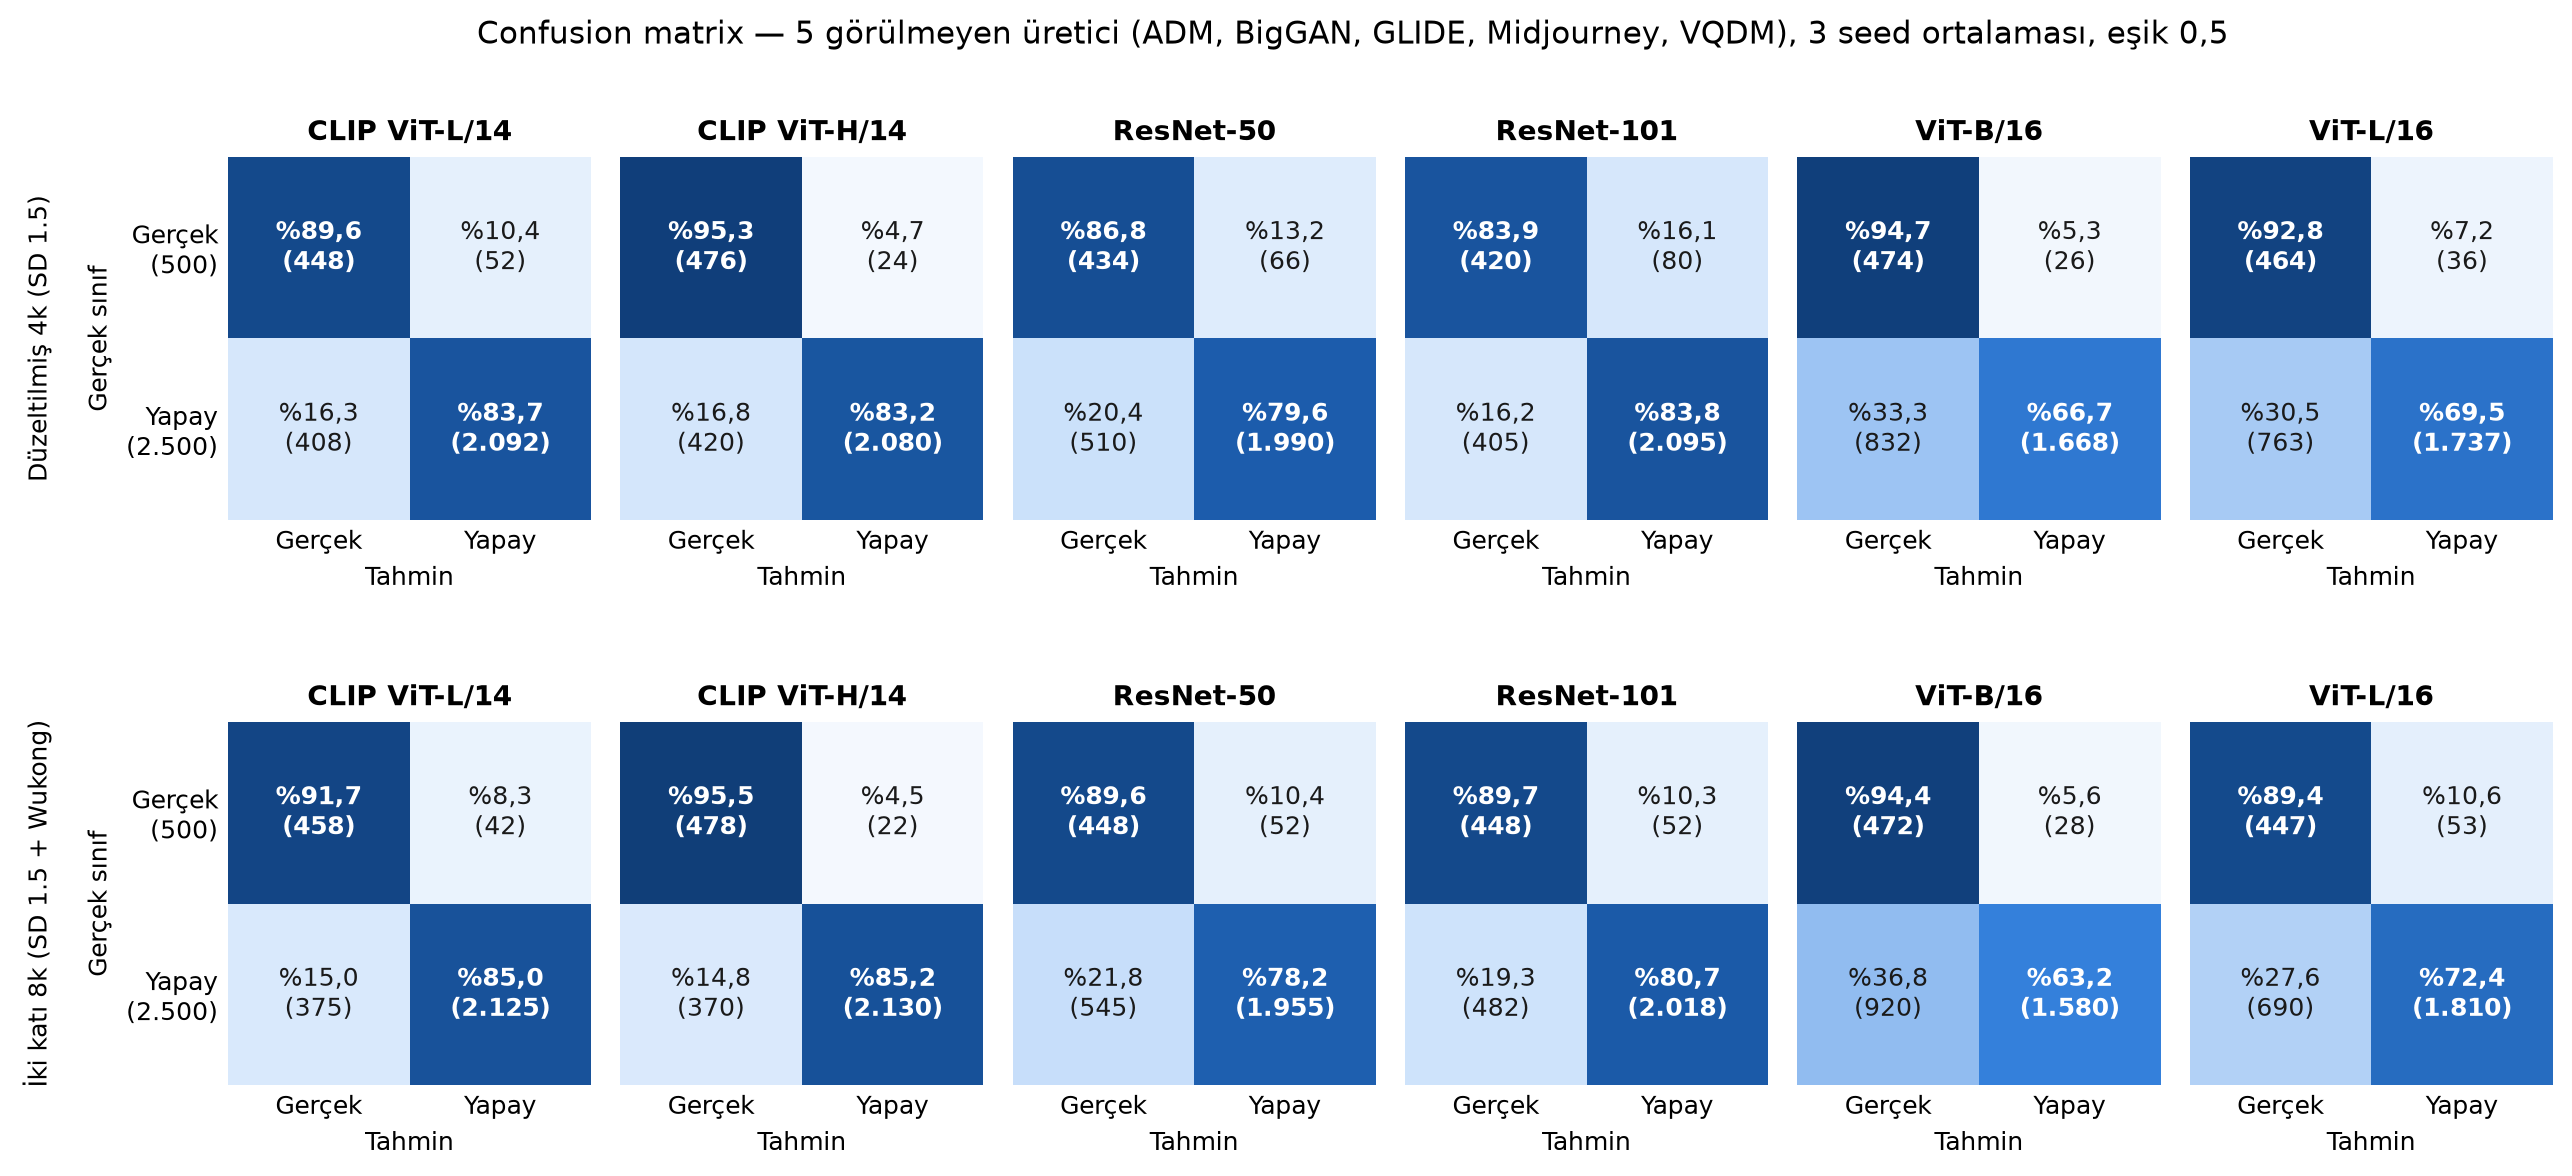 Confusion matrix — 5 görülmeyen üretici (ADM, BigGAN, GLIDE, Midjourney, VQDM), 3 seed ortalaması, eşik 0,5
Düzeltilmiş 4k (SD 1.5)
Gerçek sınıf
CLIP ViT-L/14 CLIP ViT-H/14 ResNet-50 ResNet-101 ViT-B/16 ViT-L/16
Gerçek %89,6 %10,4 %95,3 %4,7 %86,8 %13,2 %83,9 %16,1 %94,7 %5,3 %92,8 %7,2
(500) (448) (52) (476) (24) (434) (66) (420) (80) (474) (26) (464) (36)
Yapay %16,3 %83,7 %16,8 %83,2 %20,4 %79,6 %16,2 %83,8 %33,3 %66,7 %30,5 %69,5
(2.500) (408) (2.092) (420) (2.080) (510) (1.990) (405) (2.095) (832) (1.668) (763) (1.737)
Gerçek Yapay Gerçek Yapay Gerçek Yapay Gerçek Yapay Gerçek Yapay Gerçek Yapay
Tahmin Tahmin Tahmin Tahmin Tahmin Tahmin
İki katı 8k (SD 1.5 + Wukong)
Gerçek sınıf
CLIP ViT-L/14 CLIP ViT-H/14 ResNet-50 ResNet-101 ViT-B/16 ViT-L/16
Gerçek %91,7 %8,3 %95,5 %4,5 %89,6 %10,4 %89,7 %10,3 %94,4 %5,6 %89,4 %10,6
(500) (458) (42) (478) (22) (448) (52) (448) (52) (472) (28) (447) (53)
Yapay %15,0 %85,0 %14,8 %85,2 %21,8 %78,2 %19,3 %80,7 %36,8 %63,2 %27,6 %72,4
(2.500) (375) (2.125) (370) (2.130) (545) (1.955) (482) (2.018) (920) (1.580) (690) (1.810)
Gerçek Yapay Gerçek Yapay Gerçek Yapay Gerçek Yapay Gerçek Yapay Gerçek Yapay
Tahmin Tahmin Tahmin Tahmin Tahmin Tahmin